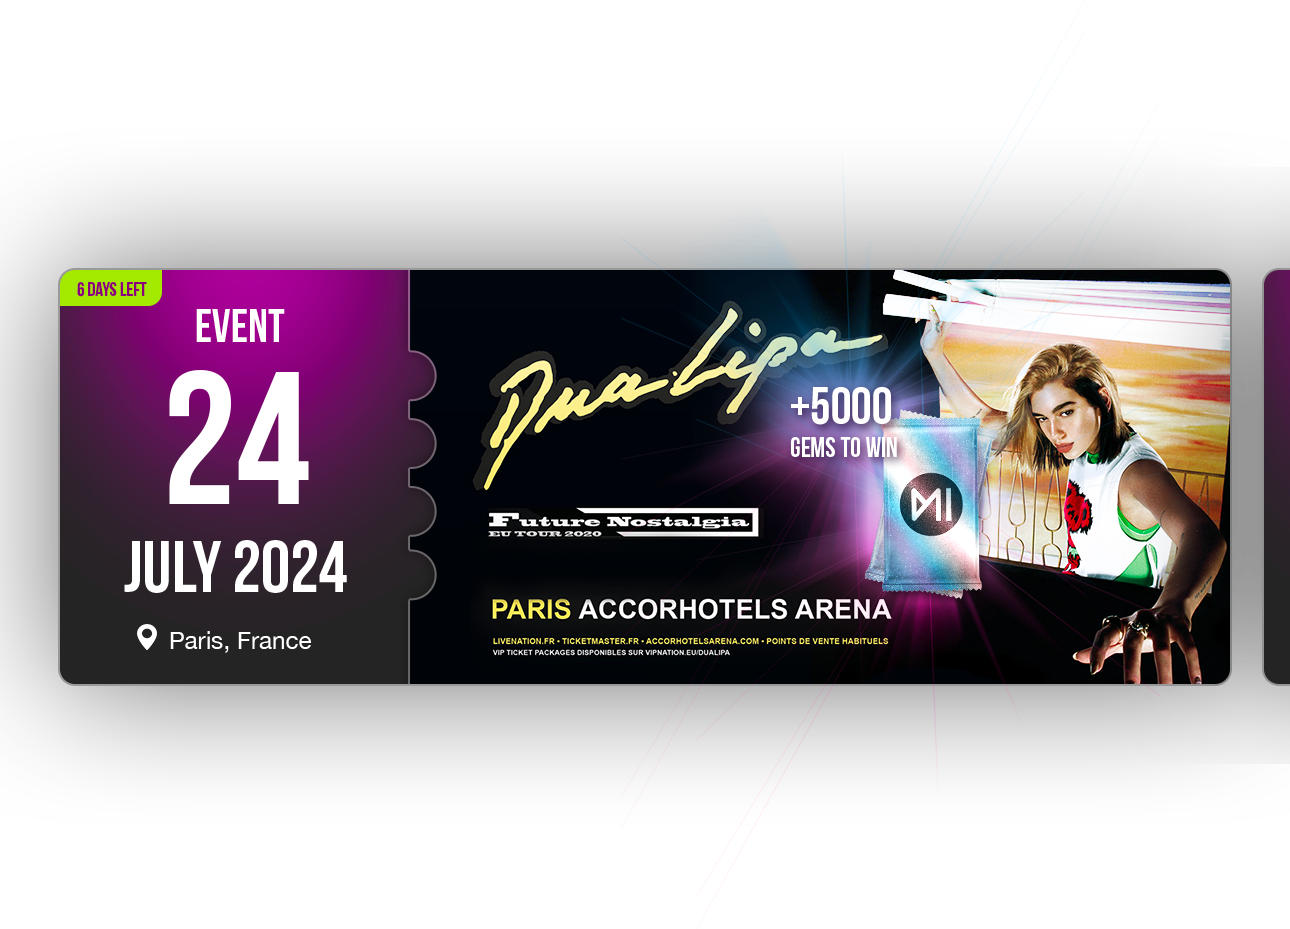 6 DAYS LEFT
EVENT
24
JULY 2024
Paris, France
Dua Lipa
+5000
GEMS TO WIN
MI
Future Nostalgia
EU TOUR 2020
PARIS ACCORHOTELS ARENA
LIVENATION.FR • TICKETMASTER.FR • ACCORHOTELSARENA.COM • POINTS DE VENTE HABITUELS
VIP TICKET PACKAGES DISPONIBLES SUR VIPNATION.EU/DUALIPA